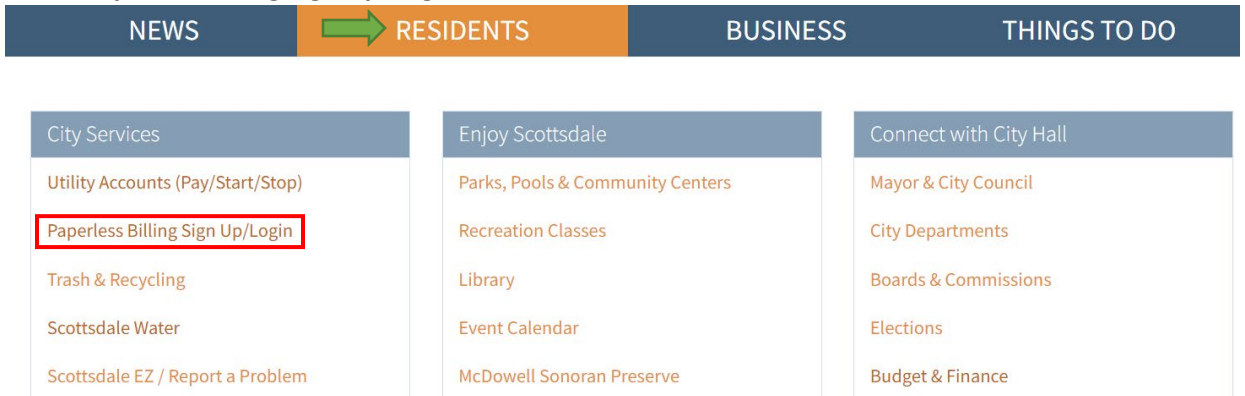 NEWS
RESIDENTS
BUSINESS
THINGS TO DO
City Services
Utility Accounts (Pay/Start/Stop)
Paperless Billing Sign Up/Login
Trash & Recycling
Scottsdale Water
Scottsdale EZ / Report a Problem
Enjoy Scottsdale
Parks, Pools & Community Centers
Recreation Classes
Library
Event Calendar
McDowell Sonoran Preserve
Connect with City Hall
Mayor & City Council
City Departments
Boards & Commissions
Elections
Budget & Finance